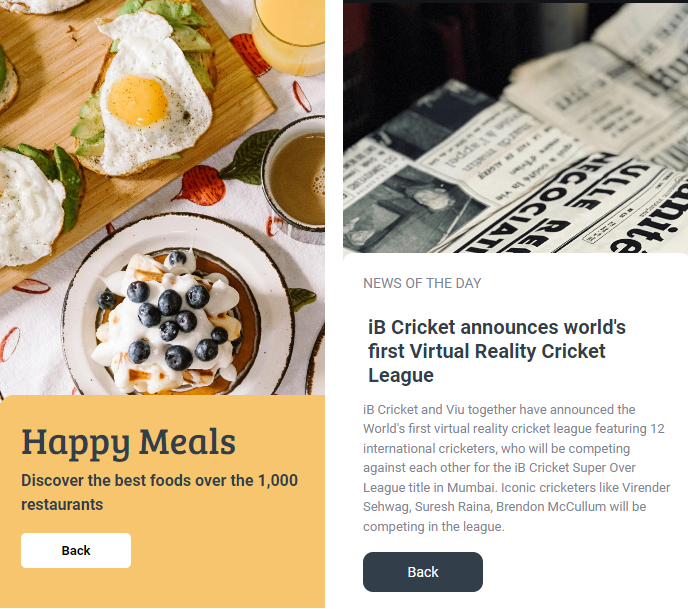 Happy Meals
Discover the best foods over the 1,000
restaurants
Back
NEGOCIATI
NEWS OF THE DAY
iB Cricket announces world's
first Virtual Reality Cricket
League
iB Cricket and Viu together have announced the
World's first virtual reality cricket league featuring 12
international cricketers, who will be competing
against each other for the iB Cricket Super Over
League title in Mumbai. Iconic cricketers like Virender
Sehwag, Suresh Raina, Brendon McCullum will be
competing in the league.
Back